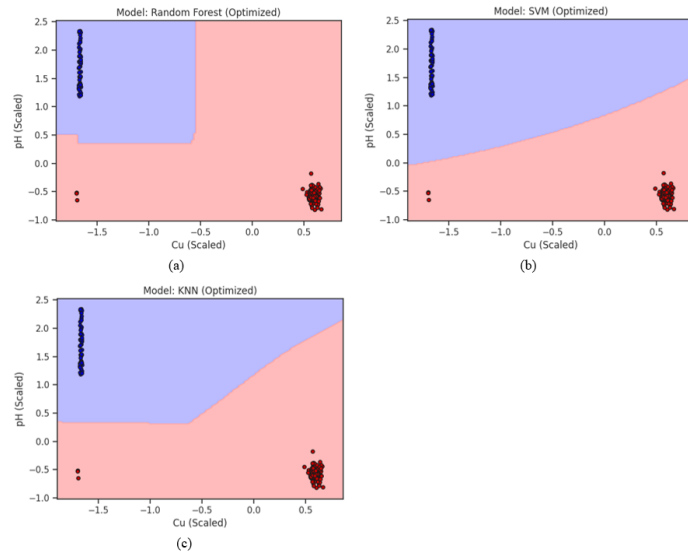 Model: Random Forest (Optimized)
pH (Scaled)
2.5
2.0
1.5
1.0
0.5
0.0
−0.5
−1.0
−1.5 −1.0 −0.5 0.0 0.5
Cu (Scaled)
(a)
Model: SVM (Optimized)
pH (Scaled)
2.5
2.0
1.5
1.0
0.5
0.0
−0.5
−1.0
−1.5 −1.0 −0.5 0.0 0.5
Cu (Scaled)
(b)
Model: KNN (Optimized)
pH (Scaled)
2.5
2.0
1.5
1.0
0.5
0.0
−0.5
−1.0
−1.5 −1.0 −0.5 0.0 0.5
Cu (Scaled)
(c)